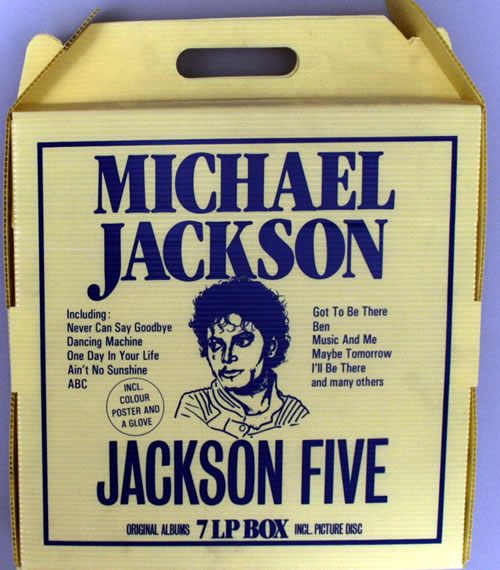 MICHAEL
JACKSON
Including:
Never Can Say Goodbye
Dancing Machine
One Day In Your Life
Ain't No Sunshine
ABC
Got To Be There
Ben
Music And Me
Maybe Tomorrow
I'll Be There
and many others
INCL.
COLOUR
POSTER AND
A GLOVE
JACKSON FIVE
ORIGINAL ALBUMS 7 LP BOX INCL. PICTURE DISC